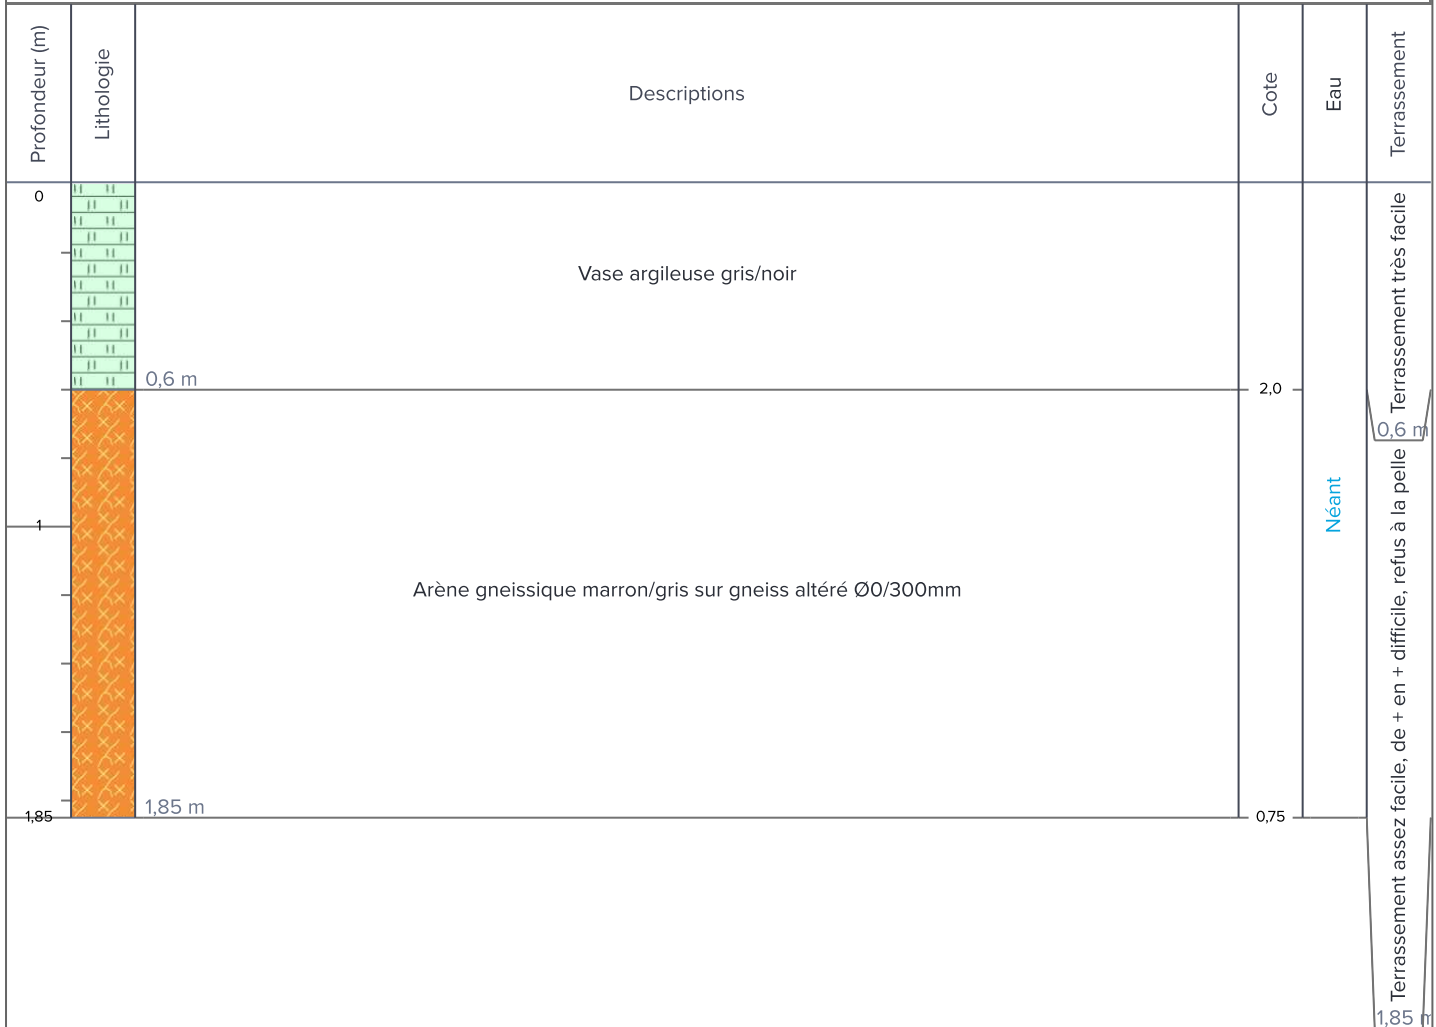 Profondeur (m)
Lithologie
Descriptions
Cote
Eau
Terrassement
0
Vase argileuse gris/noir
Terrassement très facile
0,6 m
2,0
0,6 m
1
Arène gneissique marron/gris sur gneiss altéré Ø0/300mm
Néant
Terrassement assez facile, de + en + difficile, refus à la pelle
1,85
1,85 m
0,75
1,85 m